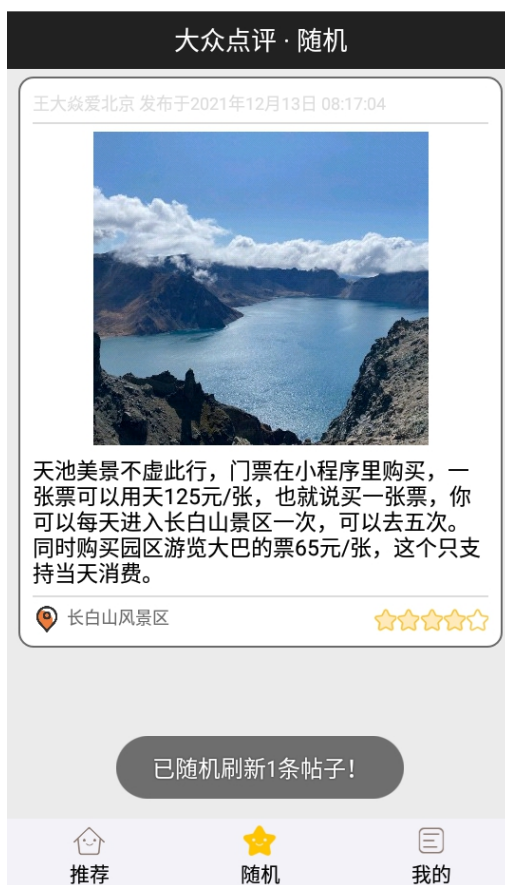 大众点评 · 随机
王大焱爱北京 发布于2021年12月13日 08:17:04
天池美景不虚此行，门票在小程序里购买，一
张票可以用天125元/张，也就说买一张票，你
可以每天进入长白山景区一次，可以去五次。
同时购买园区游览大巴的票65元/张，这个只支
持当天消费。
长白山风景区
已随机刷新1条帖子！
推荐
随机
我的